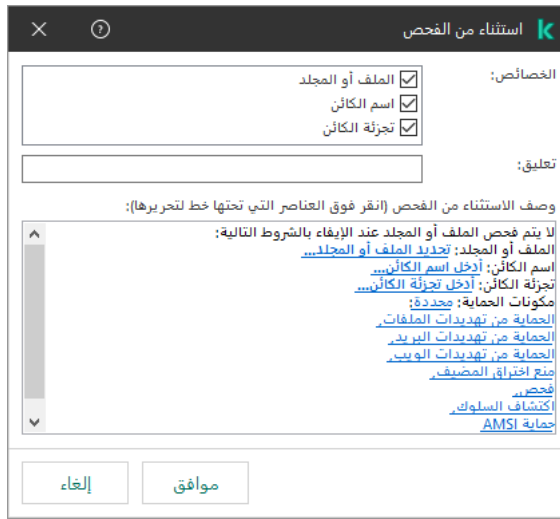 استثناء من الفحص
الخصائص:
الملف أو المجلد
اسم الكائن
تجزئة الكائن
تعليق:
وصف الاستثناء من الفحص (انقر فوق العناصر التي تحتها خط لتحريرها):
لا يتم فحص الملف أو المجلد عند الإيفاء بالشروط التالية:
الملف أو المجلد: تحديد الملف أو المجلد...
اسم الكائن: أدخل اسم الكائن...
تجزئة الكائن: أدخل تجزئة الكائن...
مكونات الحماية: محددة:
الحماية من تهديدات الملفات,
الحماية من تهديدات البريد,
الحماية من تهديدات الويب,
منع اختراق المضيف,
فحص,
اكتشاف السلوك,
حماية AMSI
موافق
إلغاء